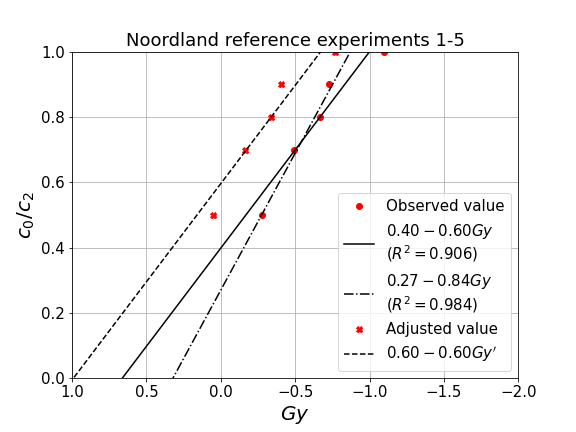 Noordland reference experiments 1-5
1.0
0.8
0.6
0.4
0.2
0.0
c₀/c₂
Observed value
0.40 − 0.60Gy
(R² = 0.906)
0.27 − 0.84Gy
(R² = 0.984)
Adjusted value
0.60 − 0.60Gy′
1.0 0.5 0.0 −0.5 −1.0 −1.5 −2.0
Gy